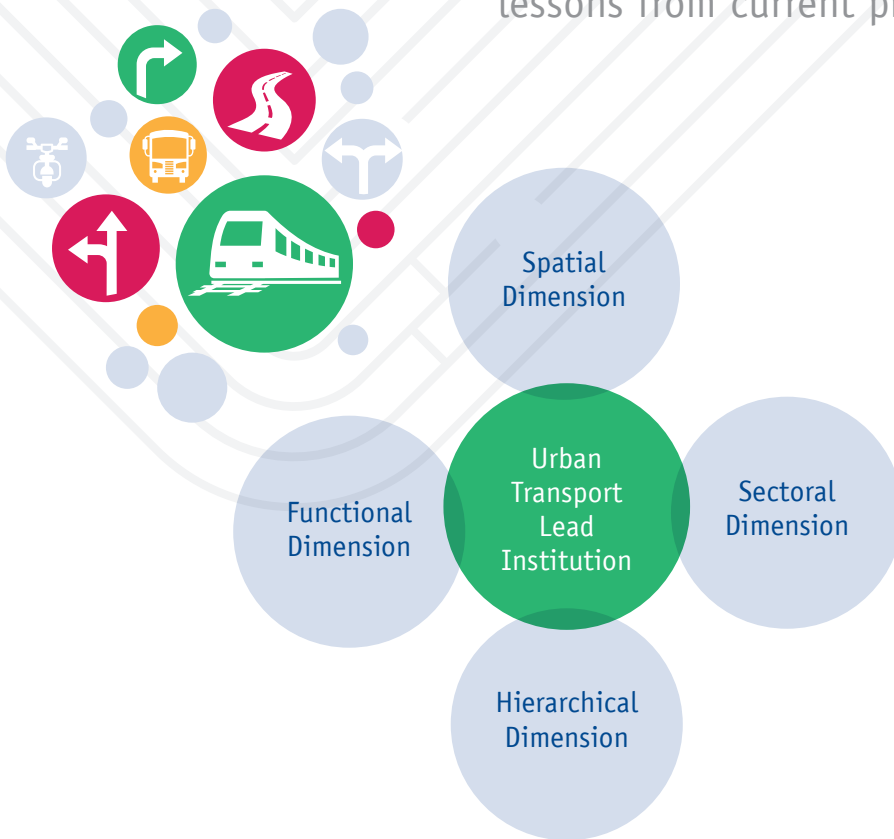 lessons from current
Spatial
Dimension
Urban
Transport
Lead
Institution
Functional
Dimension
Sectoral
Dimension
Hierarchical
Dimension